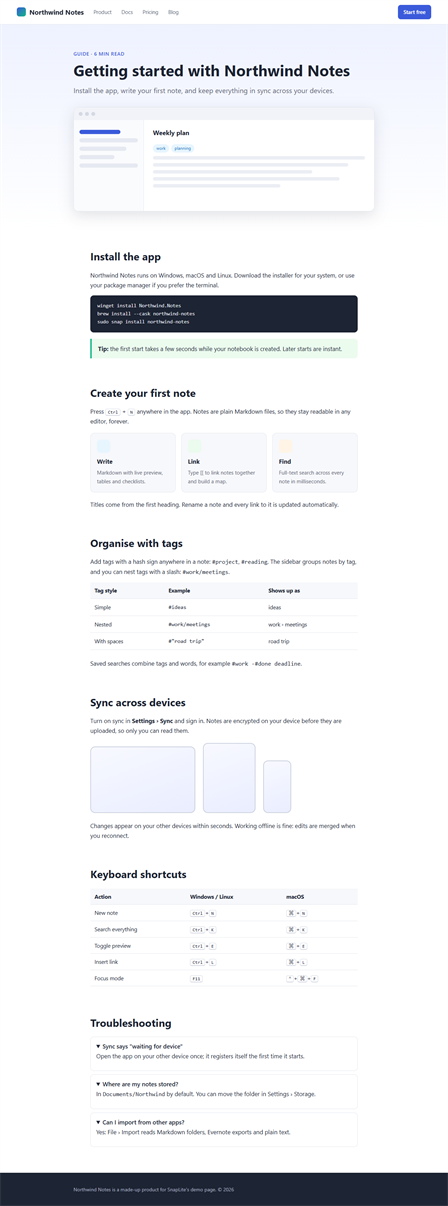 Northwind Notes Product Docs Pricing Blog Start free
GUIDE · 6 MIN READ
Getting started with Northwind Notes
Install the app, write your first note, and keep everything in sync across your devices.
Weekly plan
work planning
Install the app
Northwind Notes runs on Windows, macOS and Linux. Download the installer for your system, or use
your package manager if you prefer the terminal.
winget install Northwind.Notes
brew install --cask northwind-notes
sudo snap install northwind-notes
Tip: the first start takes a few seconds while your notebook is created. Later starts are instant.
Create your first note
Press Ctrl + N anywhere in the app. Notes are plain Markdown files, so they stay readable in any
editor, forever.
Write
Markdown with live preview,
tables and checklists.
Link
Type [[ to link notes together
and build a map.
Find
Full-text search across every
note in milliseconds.
Titles come from the first heading. Rename a note and every link to it is updated automatically.
Organise with tags
Add tags with a hash sign anywhere in a note: #project, #reading. The sidebar groups notes by tag,
and you can nest tags with a slash: #work/meetings.
Tag style Example Shows up as
Simple #ideas ideas
Nested #work/meetings work › meetings
With spaces #"road trip" road trip
Saved searches combine tags and words, for example #work -#done deadline.
Sync across devices
Turn on sync in Settings › Sync and sign in. Notes are encrypted on your device before they are
uploaded, so only you can read them.
Changes appear on your other devices within seconds. Working offline is fine: edits are merged when
you reconnect.
Keyboard shortcuts
Action Windows / Linux macOS
New note Ctrl + N ⌘ + N
Search everything Ctrl + K ⌘ + K
Toggle preview Ctrl + E ⌘ + E
Insert link Ctrl + L ⌘ + L
Focus mode F11 + ⌘ + F
Troubleshooting
▼ Sync says "waiting for device"
Open the app on your other device once; it registers itself the first time it starts.
▼ Where are my notes stored?
In Documents/Northwind by default. You can move the folder in Settings › Storage.
▼ Can I import from other apps?
Yes: File › Import reads Markdown folders, Evernote exports and plain text.
Northwind Notes is a made-up product for SnapLite's demo page. © 2026